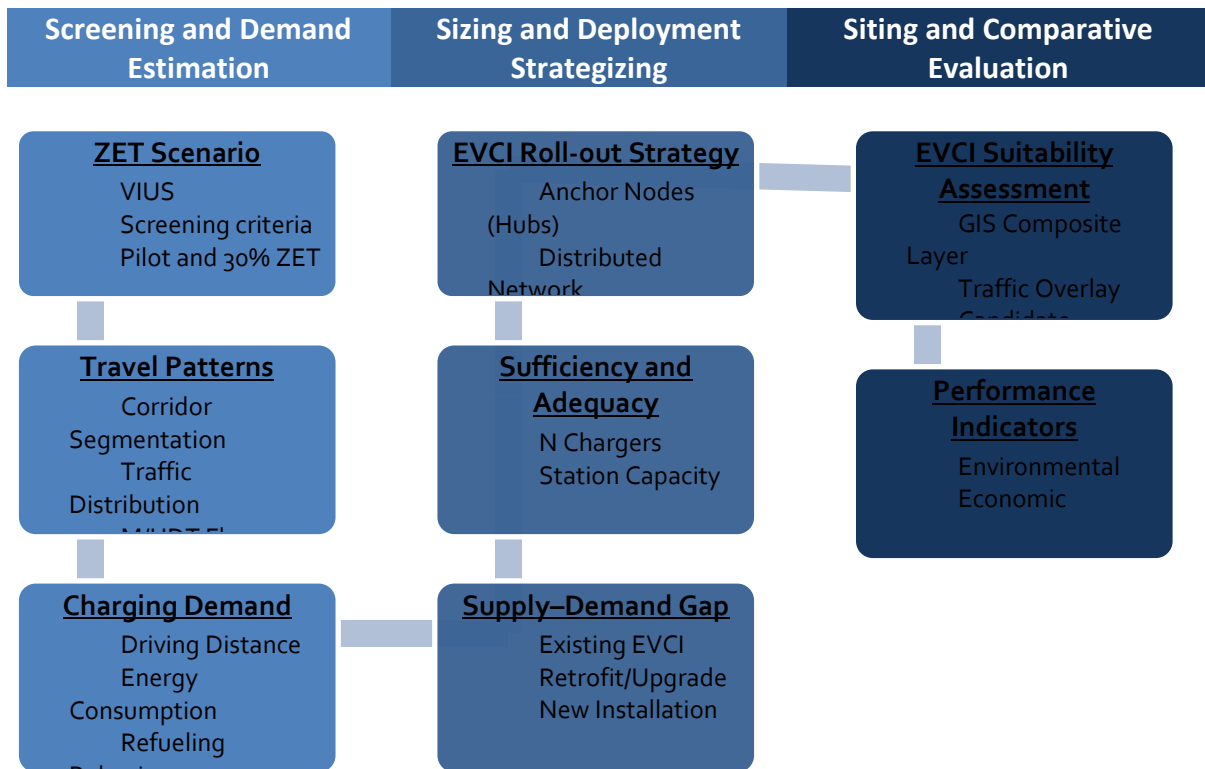 Screening and Demand
Estimation
Sizing and Deployment
Strategizing
Siting and Comparative
Evaluation
ZET Scenario
VIUS
Screening criteria
Pilot and 30% ZET
Travel Patterns
Corridor
Segmentation
Traffic
Distribution
Charging Demand
Driving Distance
Energy
Consumption
Refueling
EVCI Roll-out Strategy
Anchor Nodes
(Hubs)
Distributed
Network
Sufficiency and
Adequacy
N Chargers
Station Capacity
Supply–Demand Gap
Existing EVCI
Retrofit/Upgrade
New Installation
EVCI Suitability
Assessment
GIS Composite
Layer
Traffic Overlay
Candidate
Performance
Indicators
Environmental
Economic